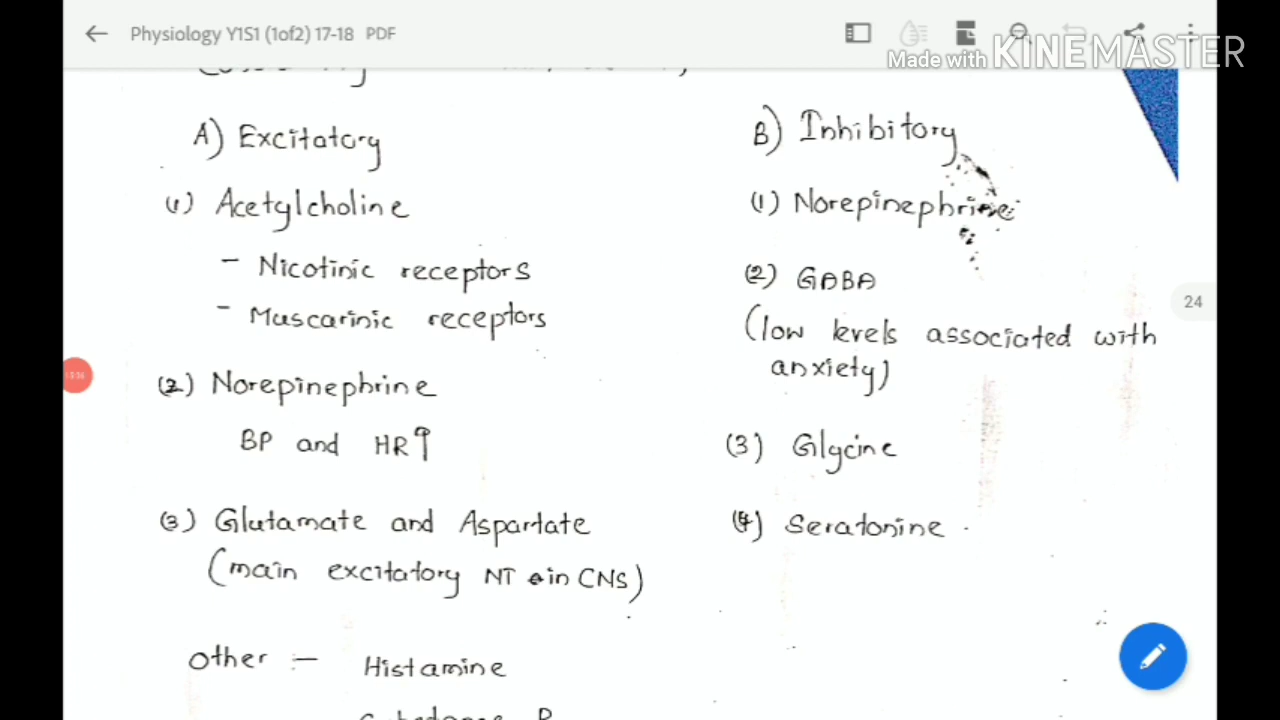 Physiology Y1S1 (1of2) 17-18 PDF
Made with KINEMASTER
A) Excitatory
(1) Acetylcholine
- Nicotinic receptors
- Muscarinic receptors
(2) Norepinephrine
BP and HR↑
(3) Glutamate and Aspartate
(main excitatory NT in CNS)
Other :- Histamine
B) Inhibitory
(1) Norepinephrine
(2) GABA
(low levels associated with
anxiety)
(3) Glycine
(4) Seratonine
24